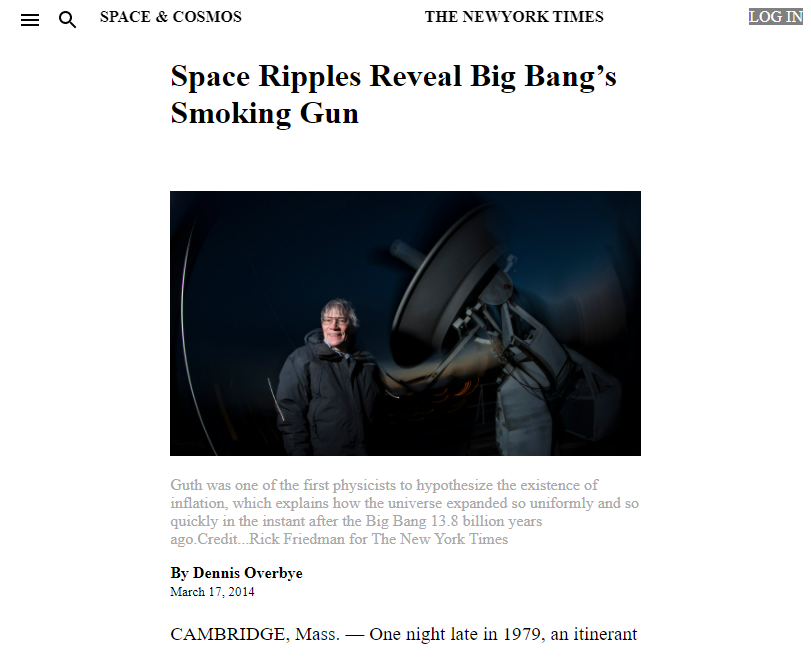 SPACE & COSMOS THE NEWYORK TIMES LOG IN
Space Ripples Reveal Big Bang’s
Smoking Gun
Guth was one of the first physicists to hypothesize the existence of
inflation, which explains how the universe expanded so uniformly and so
quickly in the instant after the Big Bang 13.8 billion years
ago.Credit...Rick Friedman for The New York Times
By Dennis Overbye
March 17, 2014
CAMBRIDGE, Mass. — One night late in 1979, an itinerant